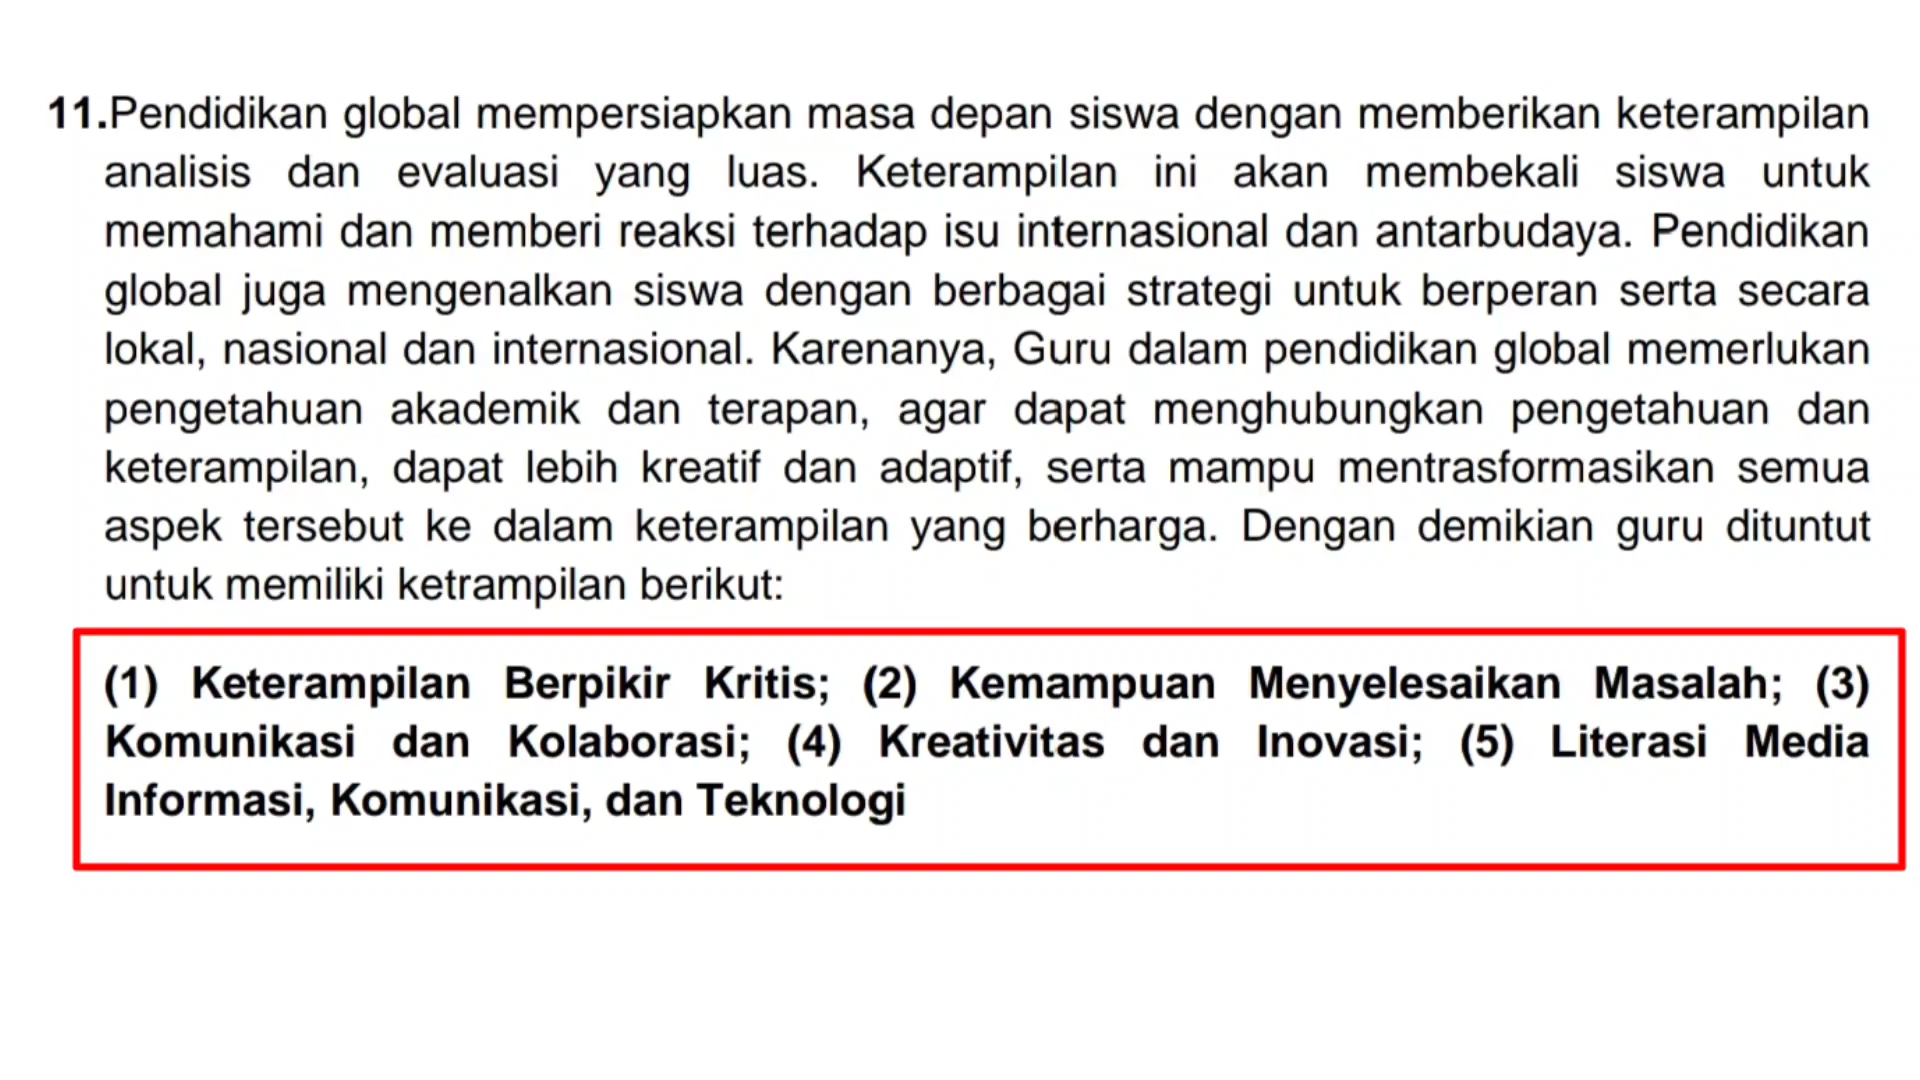 11.Pendidikan global mempersiapkan masa depan siswa dengan memberikan keterampilan
analisis dan evaluasi yang luas. Keterampilan ini akan membekali siswa untuk
memahami dan memberi reaksi terhadap isu internasional dan antarbudaya. Pendidikan
global juga mengenalkan siswa dengan berbagai strategi untuk berperan serta secara
lokal, nasional dan internasional. Karenanya, Guru dalam pendidikan global memerlukan
pengetahuan akademik dan terapan, agar dapat menghubungkan pengetahuan dan
keterampilan, dapat lebih kreatif dan adaptif, serta mampu mentrasformasikan semua
aspek tersebut ke dalam keterampilan yang berharga. Dengan demikian guru dituntut
untuk memiliki ketrampilan berikut:
(1) Keterampilan Berpikir Kritis; (2) Kemampuan Menyelesaikan Masalah; (3)
Komunikasi dan Kolaborasi; (4) Kreativitas dan Inovasi; (5) Literasi Media
Informasi, Komunikasi, dan Teknologi